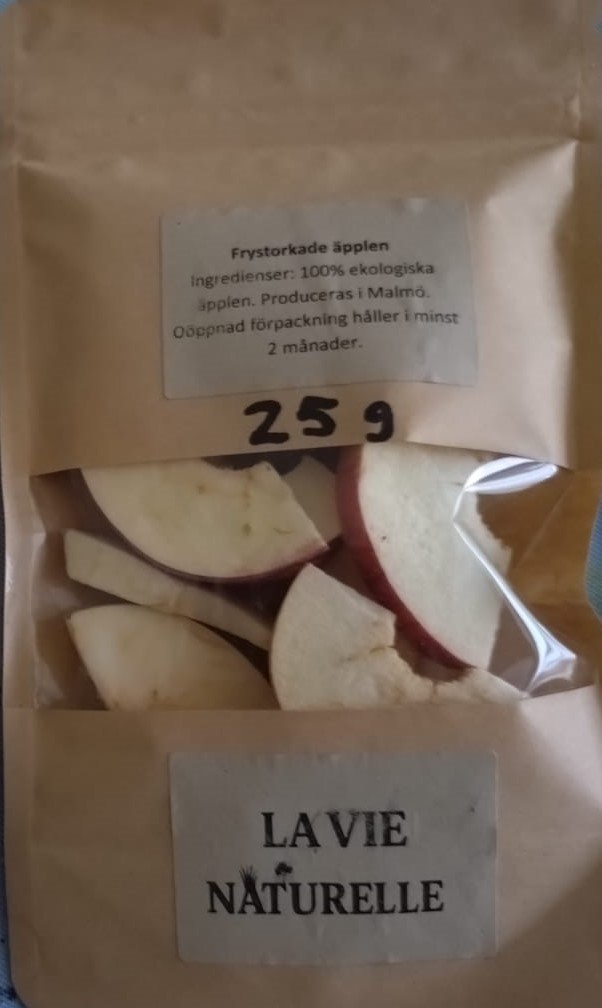 Frystorkade äpplen
Ingredienser: 100% ekologiska
äpplen. Produceras i Malmö.
Oöppnad förpackning håller i minst
2 månader.
25 g
LA VIE
NATURELLE